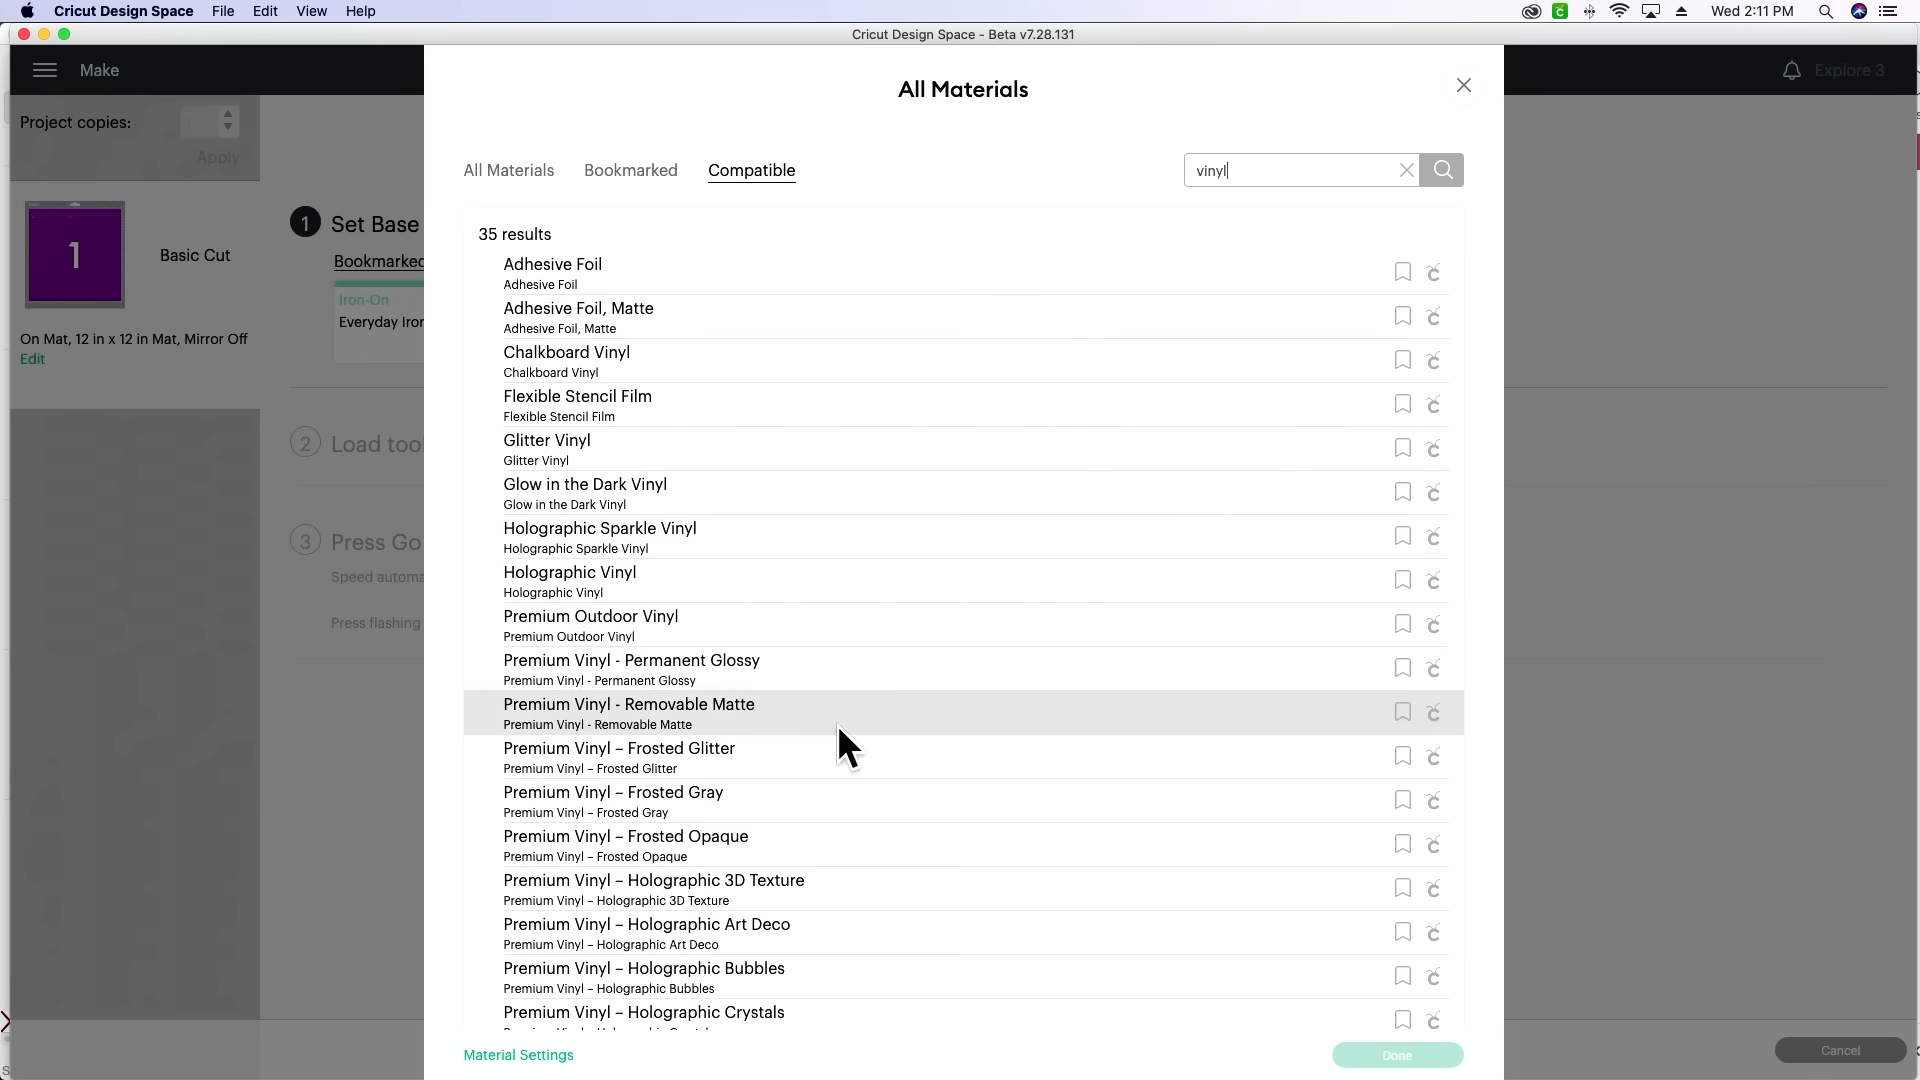 Cricut Design Space File Edit View Help
Wed 2:11 PM
Cricut Design Space - Beta v7.28.131
Make
Explore 3
All Materials
Project copies:
Apply
All Materials Bookmarked Compatible
vinyl
1
Basic Cut
On Mat, 12 in x 12 in Mat, Mirror Off
Edit
1 Set Base
Bookmarked
Iron-On
Everyday Iron
2 Load tool
3 Press Go
Speed automa
Press flashing
35 results
Adhesive Foil
Adhesive Foil
Adhesive Foil, Matte
Adhesive Foil, Matte
Chalkboard Vinyl
Chalkboard Vinyl
Flexible Stencil Film
Flexible Stencil Film
Glitter Vinyl
Glitter Vinyl
Glow in the Dark Vinyl
Glow in the Dark Vinyl
Holographic Sparkle Vinyl
Holographic Sparkle Vinyl
Holographic Vinyl
Holographic Vinyl
Premium Outdoor Vinyl
Premium Outdoor Vinyl
Premium Vinyl - Permanent Glossy
Premium Vinyl - Permanent Glossy
Premium Vinyl - Removable Matte
Premium Vinyl - Removable Matte
Premium Vinyl – Frosted Glitter
Premium Vinyl – Frosted Glitter
Premium Vinyl – Frosted Gray
Premium Vinyl – Frosted Gray
Premium Vinyl – Frosted Opaque
Premium Vinyl – Frosted Opaque
Premium Vinyl – Holographic 3D Texture
Premium Vinyl – Holographic 3D Texture
Premium Vinyl – Holographic Art Deco
Premium Vinyl – Holographic Art Deco
Premium Vinyl – Holographic Bubbles
Premium Vinyl – Holographic Bubbles
Premium Vinyl – Holographic Crystals
Material Settings
Done
Cancel